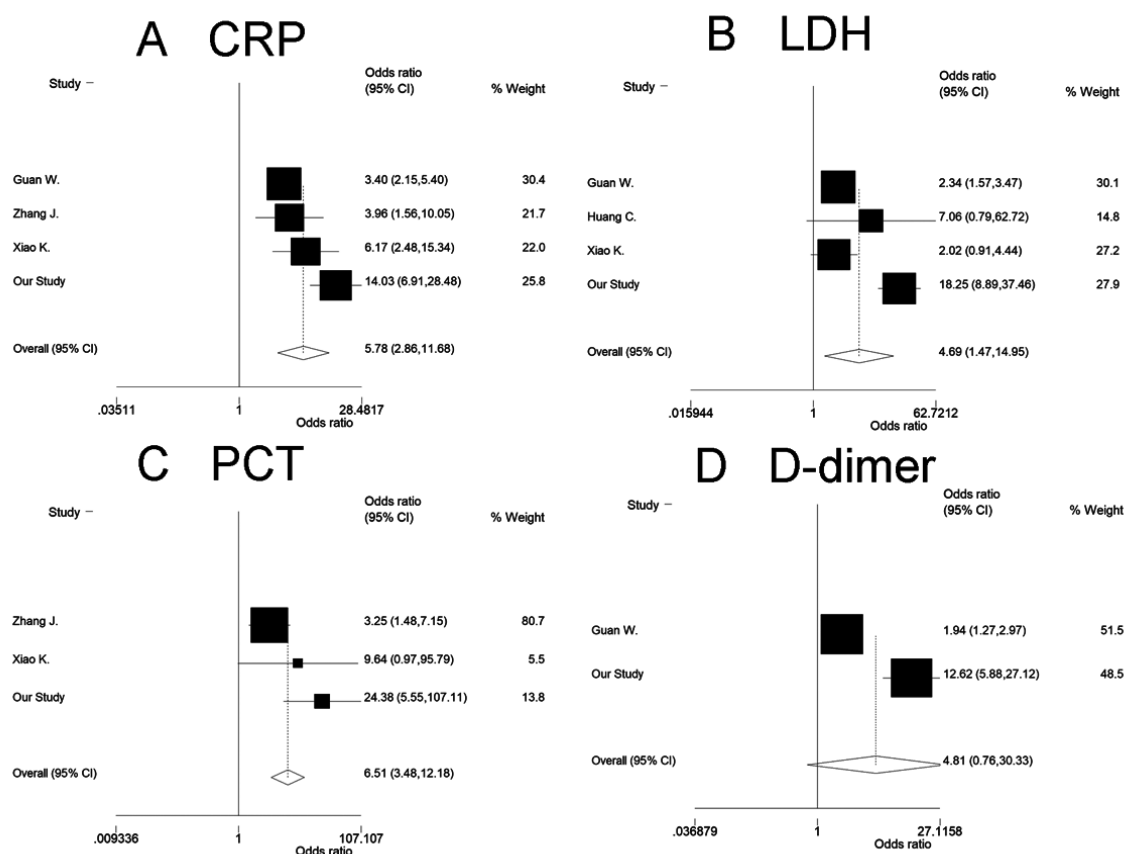 A CRP
Study
Odds ratio
(95% CI)
% Weight
Guan W. 3.40 (2.15,5.40) 30.4
Zhang J. 3.96 (1.56,10.05) 21.7
Xiao K. 6.17 (2.48,15.34) 22.0
Our Study 14.03 (6.91,28.48) 25.8
Overall (95% CI) 5.78 (2.86,11.68)
.03511 1 28.4817
Odds ratio
B LDH
Study
Odds ratio
(95% CI)
% Weight
Guan W. 2.34 (1.57,3.47) 30.1
Huang C. 7.06 (0.79,62.72) 14.8
Xiao K. 2.02 (0.91,4.44) 27.2
Our Study 18.25 (8.89,37.46) 27.9
Overall (95% CI) 4.69 (1.47,14.95)
.015944 1 62.7212
Odds ratio
C PCT
Study
Odds ratio
(95% CI)
% Weight
Zhang J. 3.25 (1.48,7.15) 80.7
Xiao K. 9.64 (0.97,95.79) 5.5
Our Study 24.38 (5.55,107.11) 13.8
Overall (95% CI) 6.51 (3.48,12.18)
.009336 1 107.107
Odds ratio
D D-dimer
Study
Odds ratio
(95% CI)
% Weight
Guan W. 1.94 (1.27,2.97) 51.5
Our Study 12.62 (5.88,27.12) 48.5
Overall (95% CI) 4.81 (0.76,30.33)
.036879 1 27.1158
Odds ratio